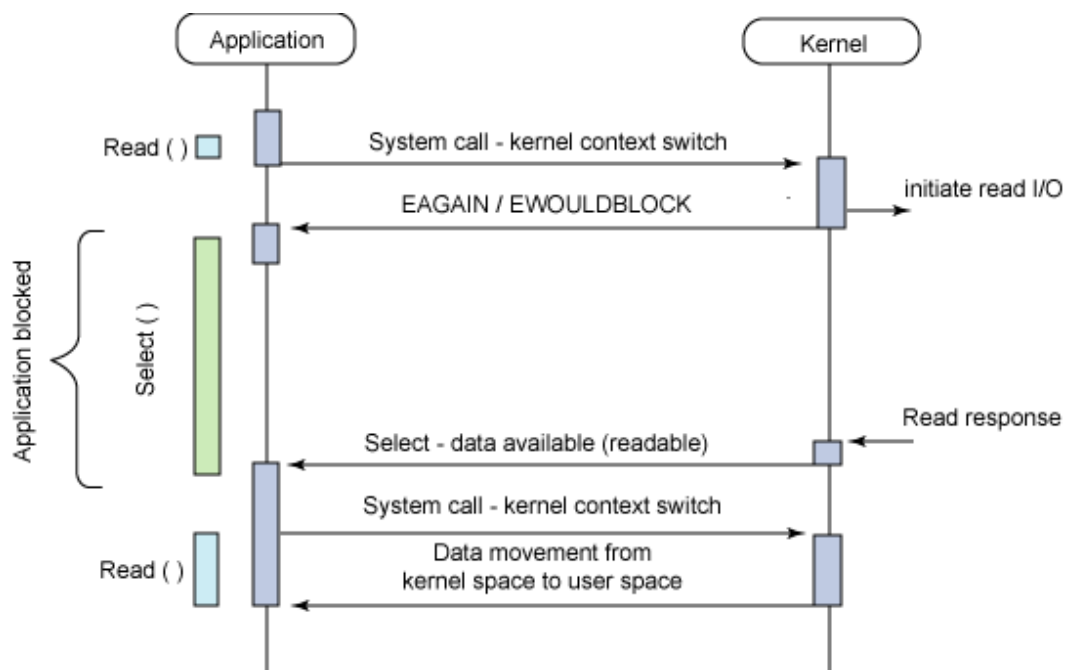 Application
Kernel
Read ( )
System call - kernel context switch
initiate read I/O
EAGAIN / EWOULDBLOCK
Application blocked
Select ( )
Read response
Select - data available (readable)
System call - kernel context switch
Read ( )
Data movement from
kernel space to user space